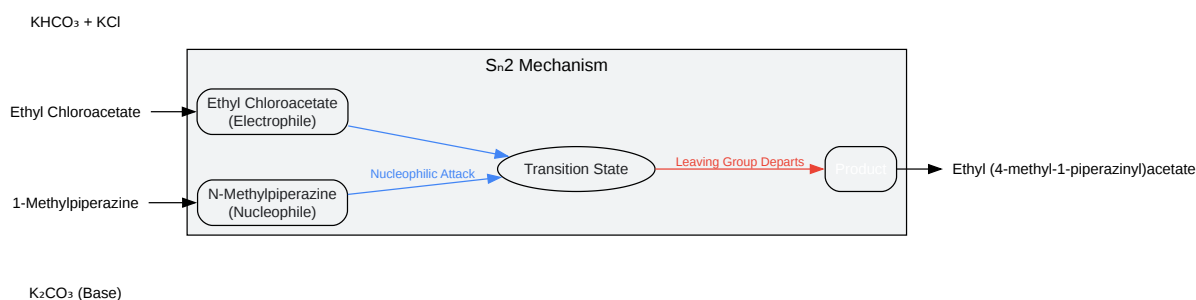 KHCO₃ + KCl
Sₙ2 Mechanism
Ethyl Chloroacetate
Ethyl Chloroacetate
(Electrophile)
Nucleophilic Attack
Transition State
Leaving Group Departs
Product
Ethyl (4-methyl-1-piperazinyl)acetate
1-Methylpiperazine
N-Methylpiperazine
(Nucleophile)
K₂CO₃ (Base)